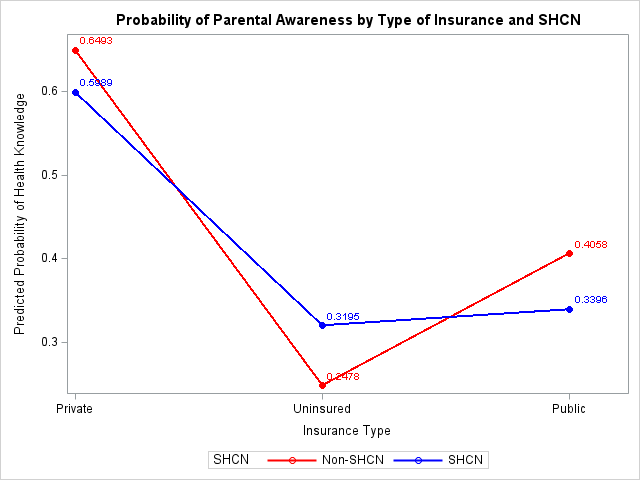 Probability of Parental Awareness by Type of Insurance and SHCN
Predicted Probability of Health Knowledge
0.6
0.5
0.4
0.3
0.6493
0.5989
0.3195
0.2478
0.4058
0.3396
Private
Uninsured
Public
Insurance Type
SHCN Non-SHCN SHCN